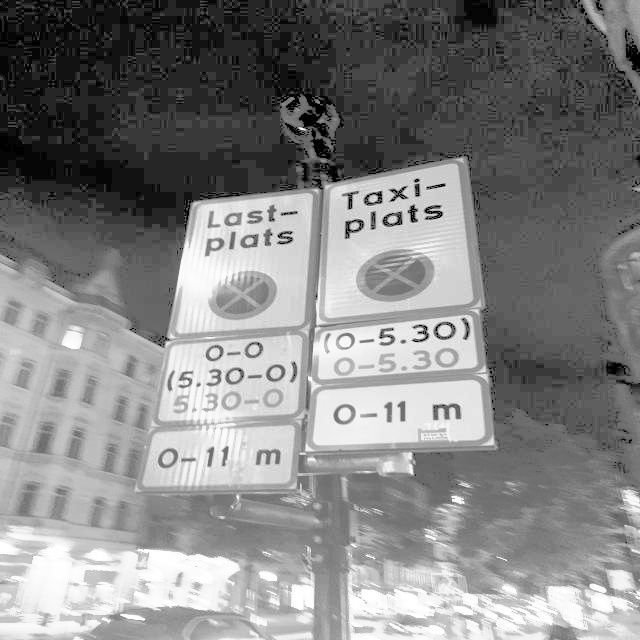 Last-
plats
0-0
(5.30-0)
5.30-0
0-11 m
Taxi-
plats
(0-5.30)
0-5.30
0-11 m